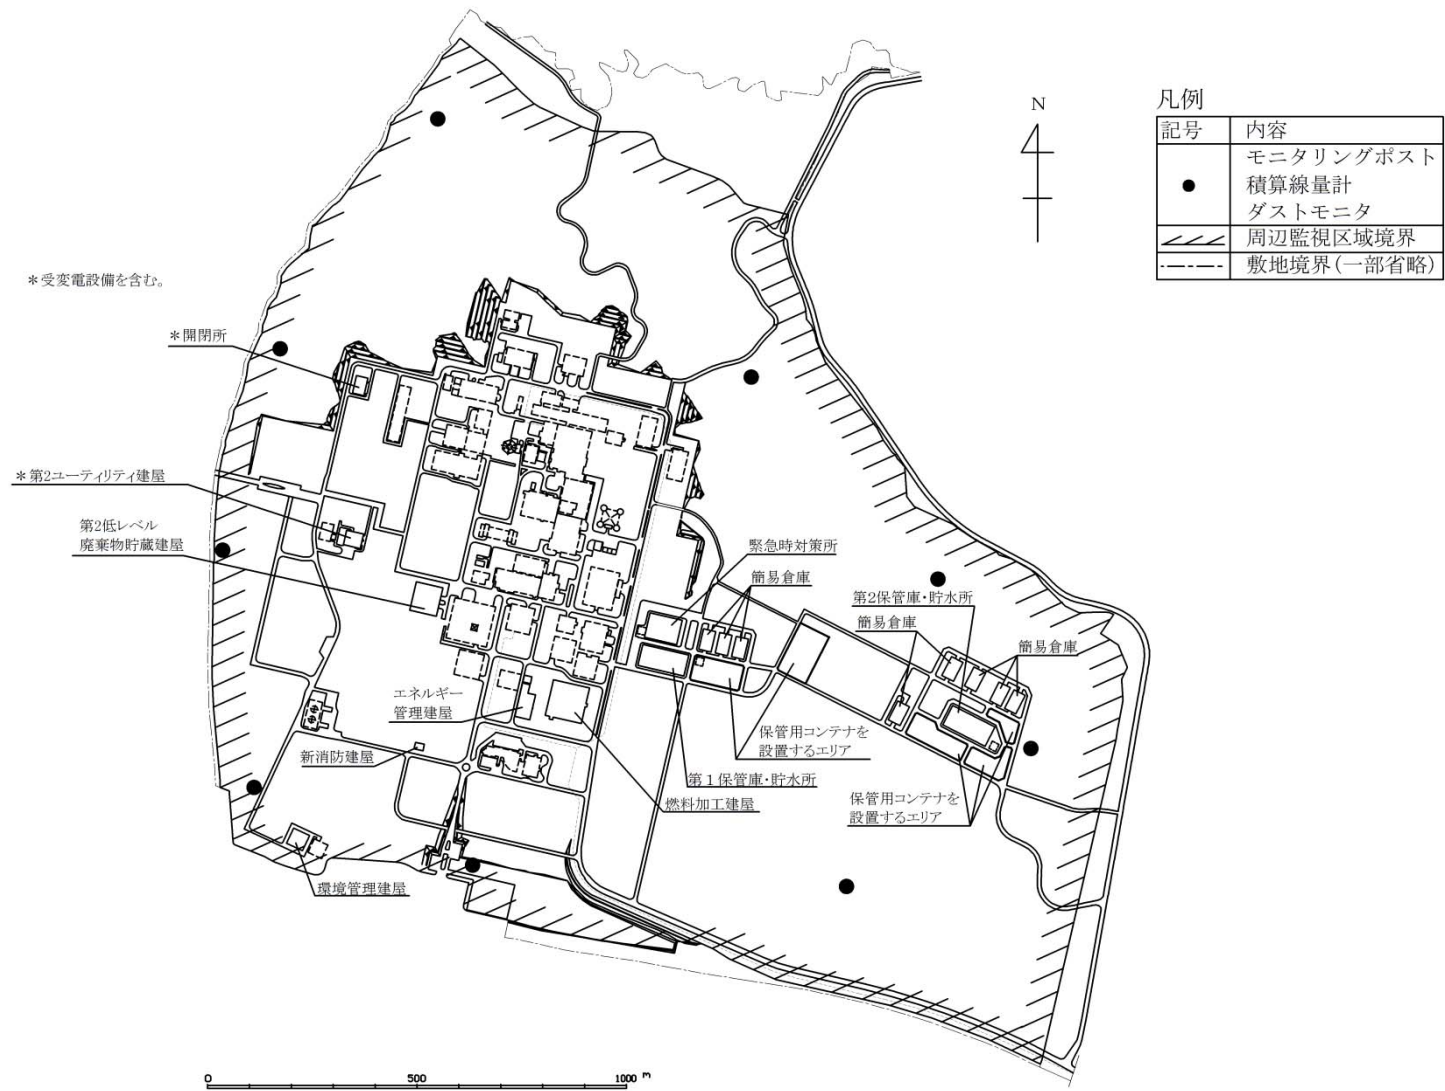 N
凡例
記号 内容
モニタリングポスト
積算線量計
ダストモニタ
周辺監視区域境界
敷地境界(一部省略)
*受変電設備を含む。
*開閉所
*第2ユーティリティ建屋
第2低レベル
廃棄物貯蔵建屋
緊急時対策所
簡易倉庫
第2保管庫・貯水所
簡易倉庫
簡易倉庫
エネルギー
管理建屋
新消防建屋
保管用コンテナを
設置するエリア
第1保管庫・貯水所
燃料加工建屋
保管用コンテナを
設置するエリア
環境管理建屋
0 500 1000 m